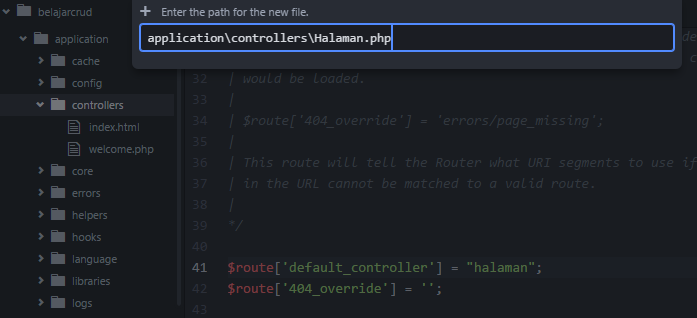 belajarcrud
application
cache
config
controllers
index.html
welcome.php
core
errors
helpers
hooks
language
libraries
logs
Enter the path for the new file.
application\controllers\Halaman.php
de
c
32 | would be loaded.
33 |
34 | $route['404_override'] = 'errors/page_missing';
35 |
36 | This route will tell the Router what URI segments to use if
37 | in the URL cannot be matched to a valid route.
38 |
39 */
40
41 $route['default_controller'] = "halaman";
42 $route['404_override'] = '';
43